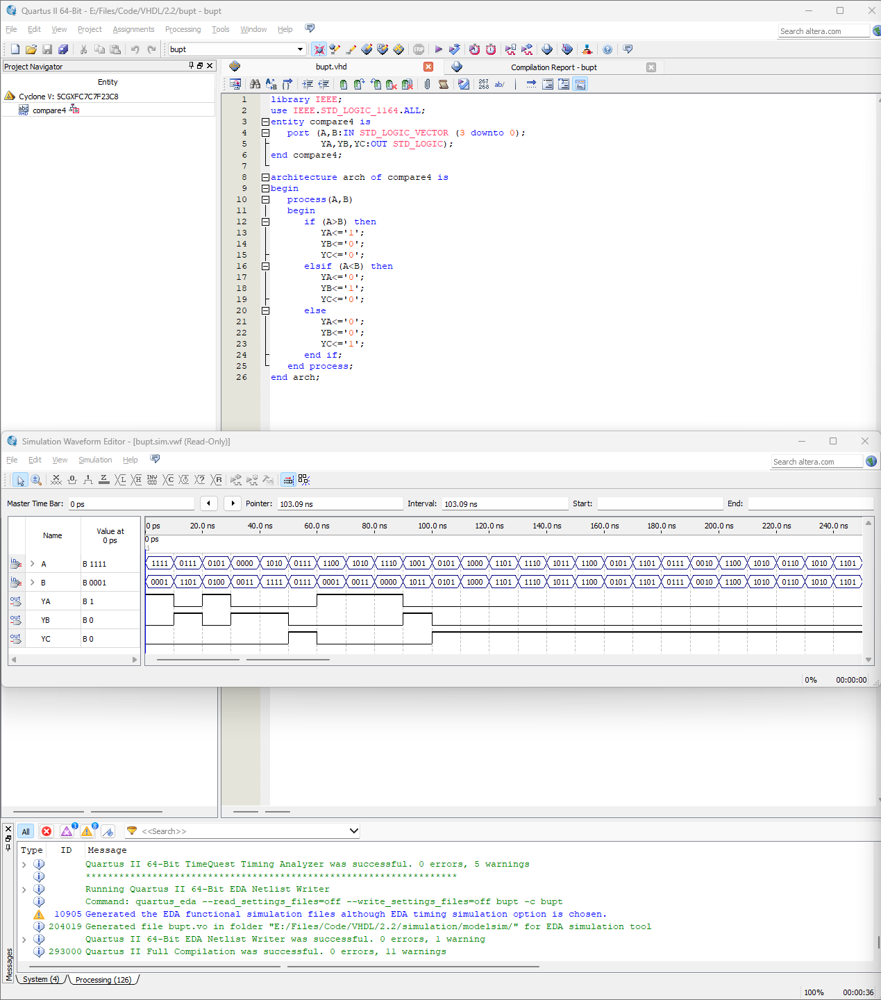 Quartus II 64-Bit - E:/Files/Code/VHDL/2.2/bupt - bupt
File Edit View Project Assignments Processing Tools Window Help
Search altera.com
bupt
STOP
Project Navigator
bupt.vhd
Compilation Report - bupt
Entity
Cyclone V: 5CGXFC7C7F23C8
abc VHD compare4
267 268 ab/
1 library IEEE;
2 use IEEE.STD_LOGIC_1164.ALL;
3 entity compare4 is
4 port (A,B:IN STD_LOGIC_VECTOR (3 downto 0);
5 YA,YB,YC:OUT STD_LOGIC);
6 end compare4;
7
8 architecture arch of compare4 is
9 begin
10 process(A,B)
11 begin
12 if (A>B) then
13 YA<='1';
14 YB<='0';
15 YC<='0';
16 elsif (A<B) then
17 YA<='0';
18 YB<='1';
19 YC<='0';
20 else
21 YA<='0';
22 YB<='0';
23 YC<='1';
24 end if;
25 end process;
26 end arch;
Simulation Waveform Editor - [bupt.sim.vwf (Read-Only)]
File Edit View Simulation Help
Search altera.com
Master Time Bar: 0 ps Pointer: 103.09 ns Interval: 103.09 ns Start: End:
Name Value at 0 ps
0 ps 20.0 ns 40.0 ns 60.0 ns 80.0 ns 100.0 ns 120.0 ns 140.0 ns 160.0 ns 180.0 ns 200.0 ns 220.0 ns 240.0 ns
0 ps
in A B 1111 1111 0111 0101 0000 1010 0111 1100 1010 1110 1001 0101 1000 1101 1110 1011 1100 0101 1101 0111 0010 1100 1010 0110 1010 1101
in B B 0001 0001 1101 0100 0011 1111 0111 0001 0011 0000 1011 0101 1000 1101 1110 1011 1100 0101 1101 0111 0010 1100 1010 0110 1010 1101
out YA B 1
out YB B 0
out YC B 0
0% 00:00:00
All 3 8 <<Search>>
Type ID Message
Quartus II 64-Bit TimeQuest Timing Analyzer was successful. 0 errors, 5 warnings
*******************************************************************
Running Quartus II 64-Bit EDA Netlist Writer
Command: quartus_eda --read_settings_files=off --write_settings_files=off bupt -c bupt
10905 Generated the EDA functional simulation files although EDA timing simulation option is chosen.
204019 Generated file bupt.vo in folder "E:/Files/Code/VHDL/2.2/simulation/modelsim/" for EDA simulation tool
Quartus II 64-Bit EDA Netlist Writer was successful. 0 errors, 1 warning
293000 Quartus II Full Compilation was successful. 0 errors, 11 warnings
Messages
System (4) Processing (126)
100% 00:00:36